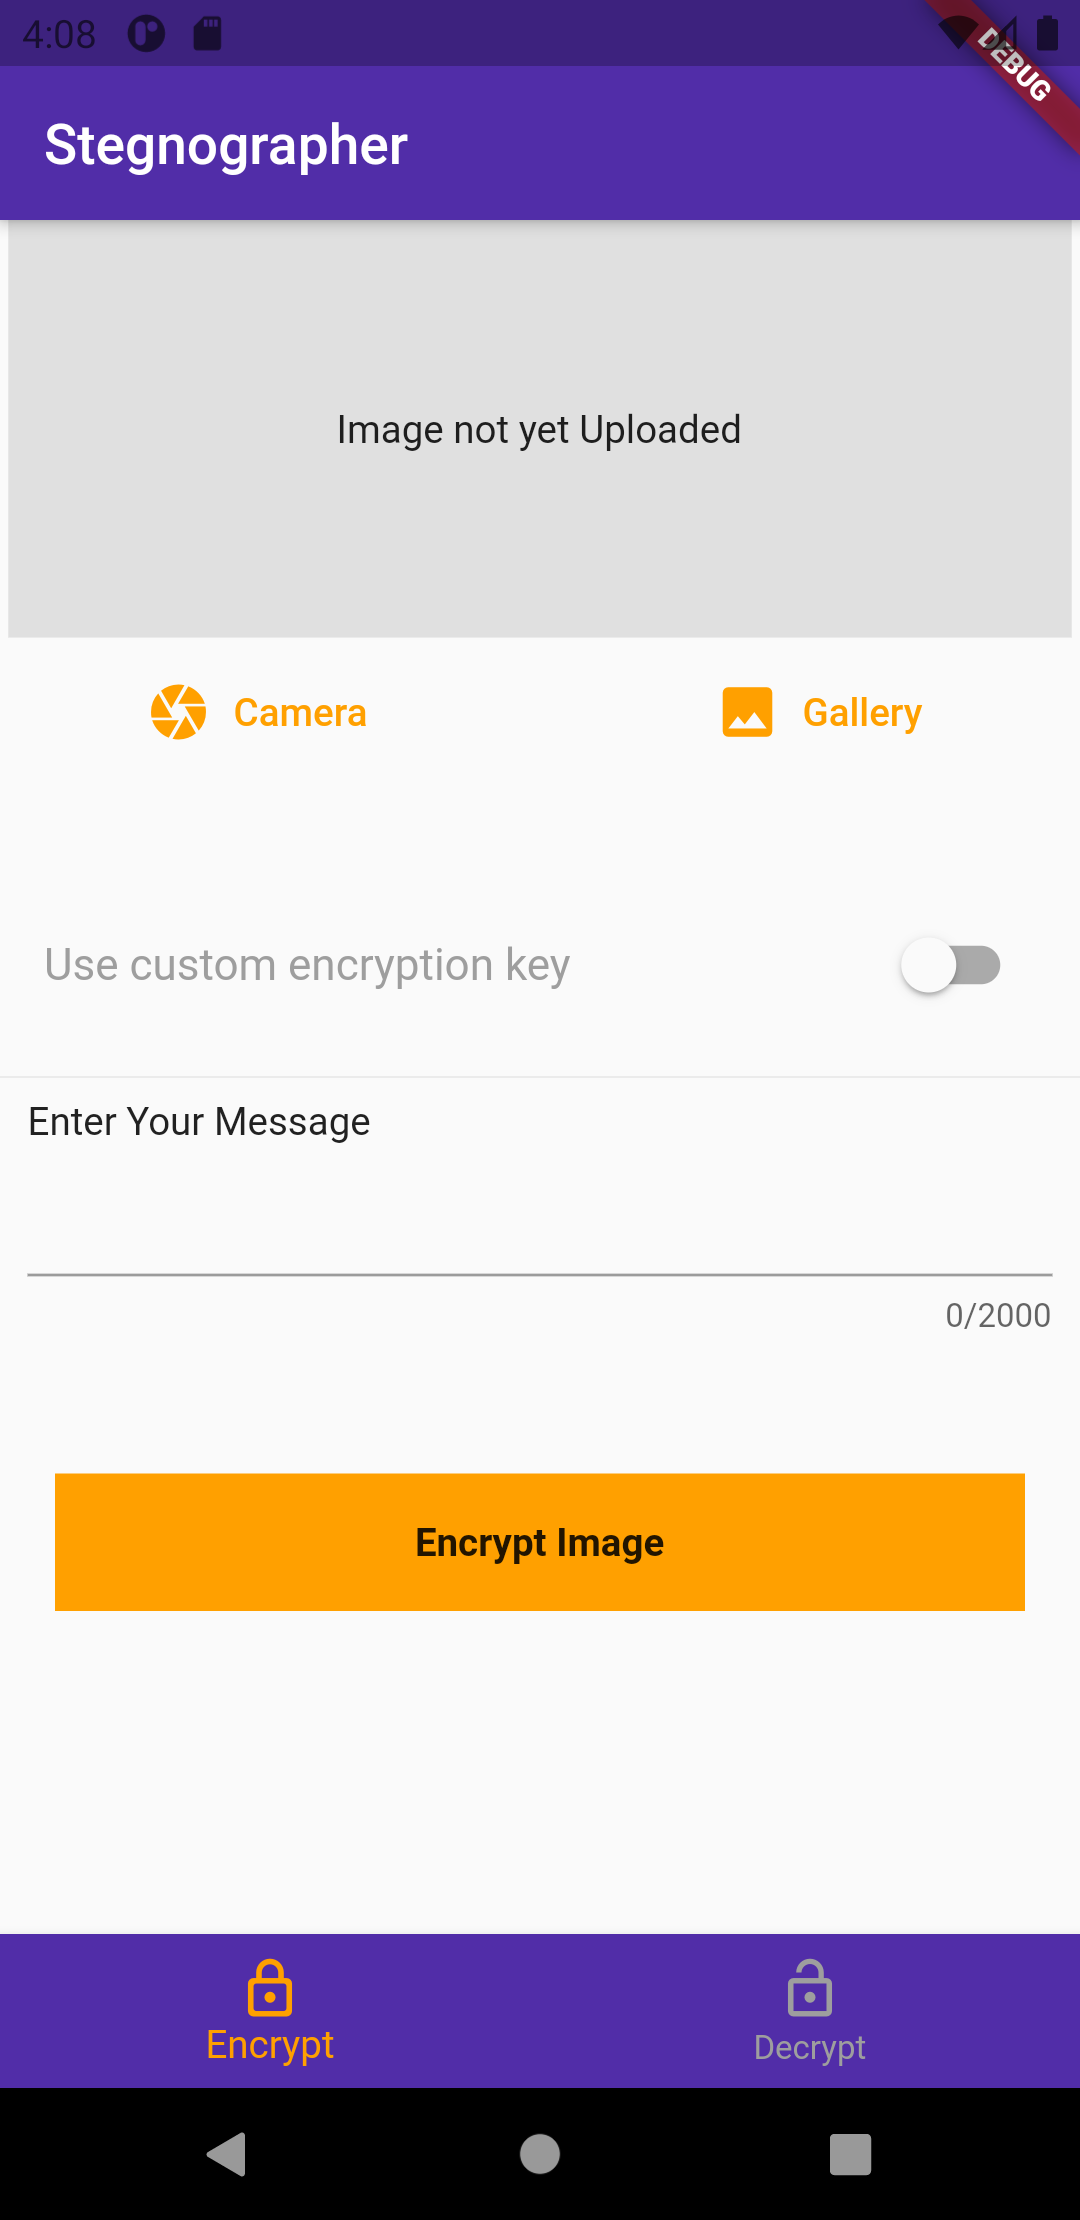 4:08
DEBUG
Stegnographer
Image not yet Uploaded
Camera
Gallery
Use custom encryption key
Enter Your Message
0/2000
Encrypt Image
Encrypt
Decrypt